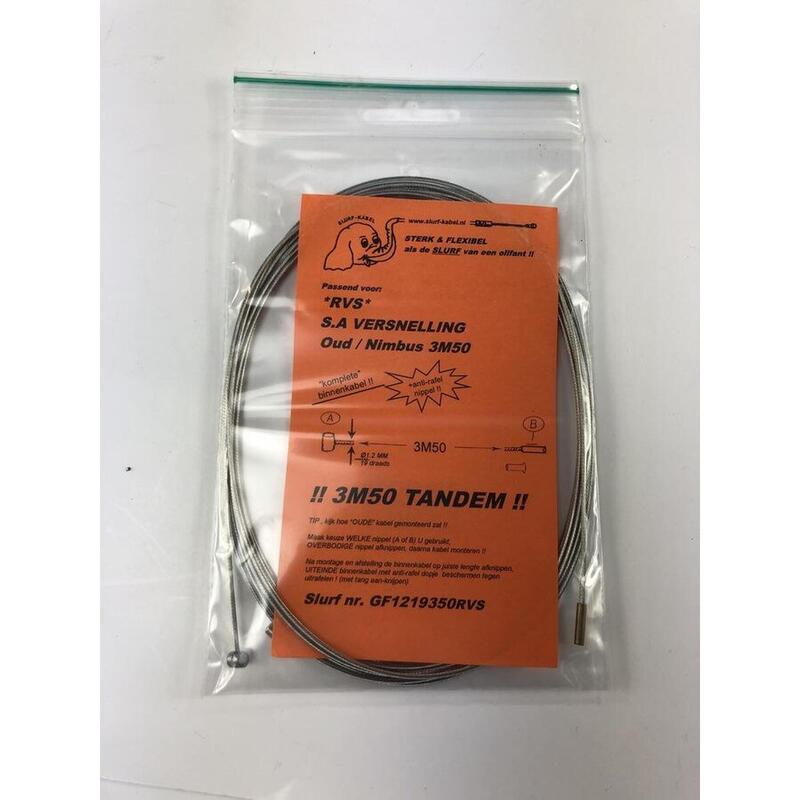 SLURF-KABEL
www.slurf-kabel.nl
STERK & FLEXIBEL
als de SLURF van een olifant !!
Passend voor:
*RVS*
S.A VERSNELLING
Oud / Nimbus 3M50
"komplete"
binnenkabel !!
+anti-rafel
nippel !!
A
B
3M50
Ø1.2 MM
19 draads
!! 3M50 TANDEM !!
TIP, kijk hoe "OUDE" kabel gemonteerd zat !!
Maak keuze WELKE nippel (A of B) U gebruikt,
OVERBODIGE nippel afknippen, daarna kabel monteren !!
Na montage en afstelling de binnenkabel op juiste lengte afknippen,
UITEINDE binnenkabel met anti-rafel dopje beschermen tegen
uitrafelen ! (met tang aan-knijpen)
Slurf nr. GF1219350RVS